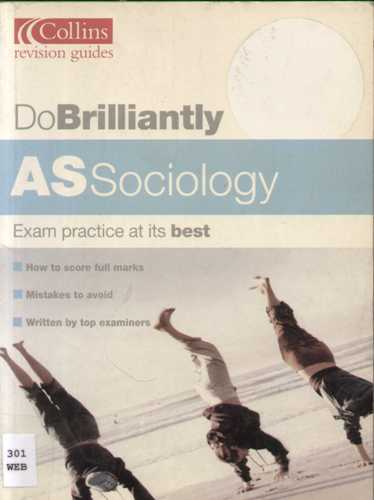 Collins
revision guides
DoBrilliantly
ASSociology
Exam practice at its best
How to score full marks
Mistakes to avoid
Written by top examiners
301
WEB